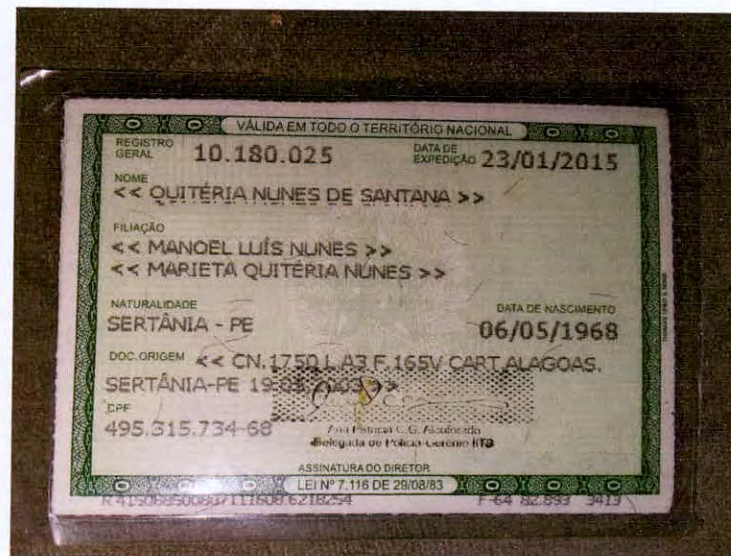 VÁLIDA EM TODO O TERRITÓRIO NACIONAL
REGISTRO GERAL 10.180.025 DATA DE EXPEDIÇÃO 23/01/2015
NOME
<< QUITÉRIA NUNES DE SANTANA >>
FILIAÇÃO
<< MANOEL LUÍS NUNES >>
<< MARIETA QUITÉRIA NUNES >>
NATURALIDADE DATA DE NASCIMENTO
SERTÂNIA - PE 06/05/1968
DOC.ORIGEM << CN.1750 L.A3 F.165V CART.ALAGOAS.
SERTÂNIA-PE >>
CPF
495.315.734-68
Delegada de Polícia
ASSINATURA DO DIRETOR
LEI Nº 7.116 DE 29/08/83
3413